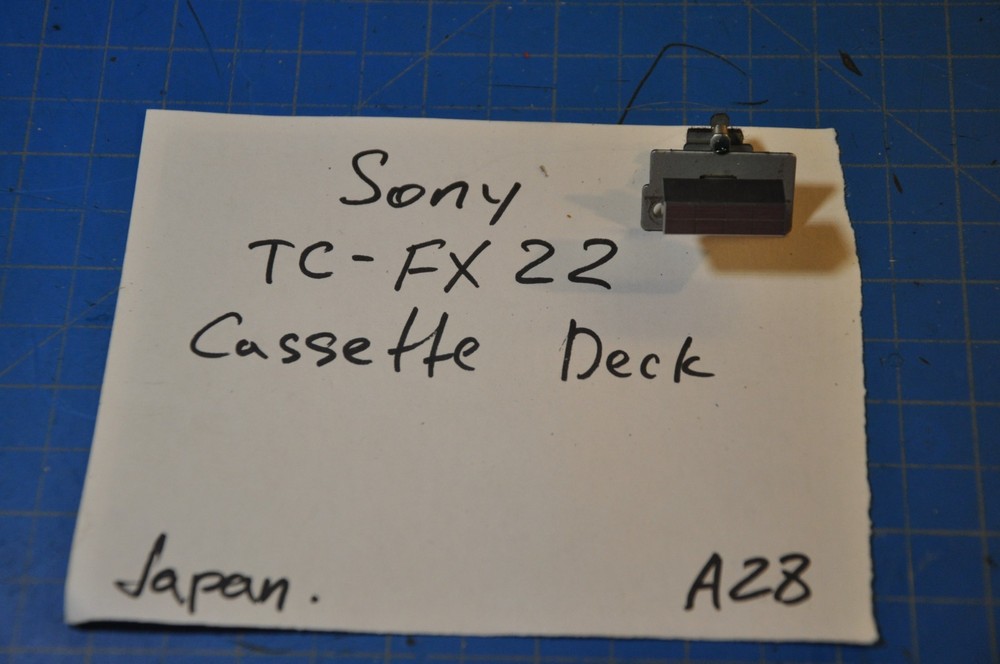 Sony
TC-FX22
Cassette Deck
Japan.
A28